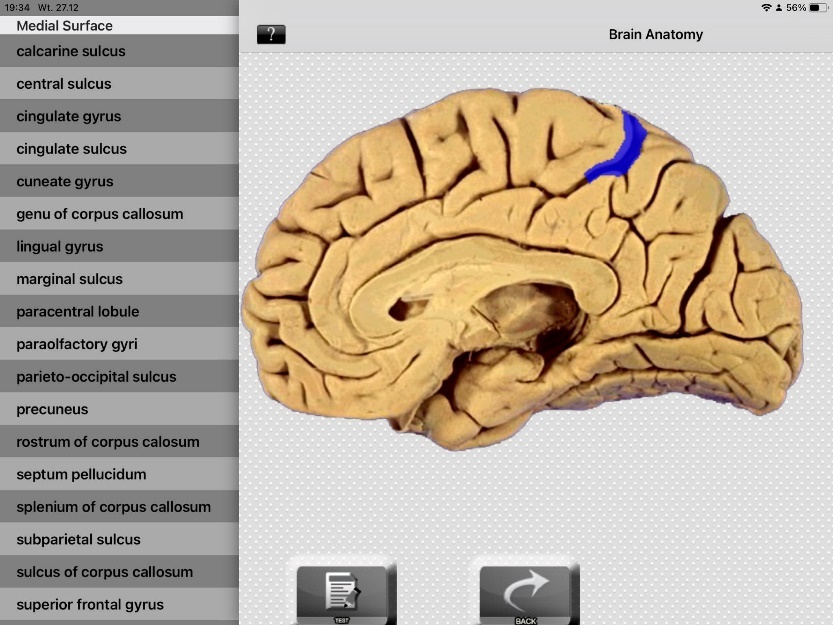 19:34 Wt. 27.12
56%
Medial Surface
calcarine sulcus
central sulcus
cingulate gyrus
cingulate sulcus
cuneate gyrus
genu of corpus callosum
lingual gyrus
marginal sulcus
paracentral lobule
paraolfactory gyri
parieto-occipital sulcus
precuneus
rostrum of corpus calosum
septum pellucidum
splenium of corpus callosum
subparietal sulcus
sulcus of corpus callosum
superior frontal gyrus
?
Brain Anatomy
TEST
BACK